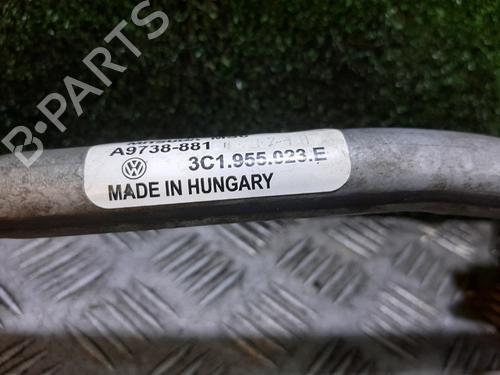 A9738-881
3C1.955.023.E
MADE IN HUNGARY
B-PARTS